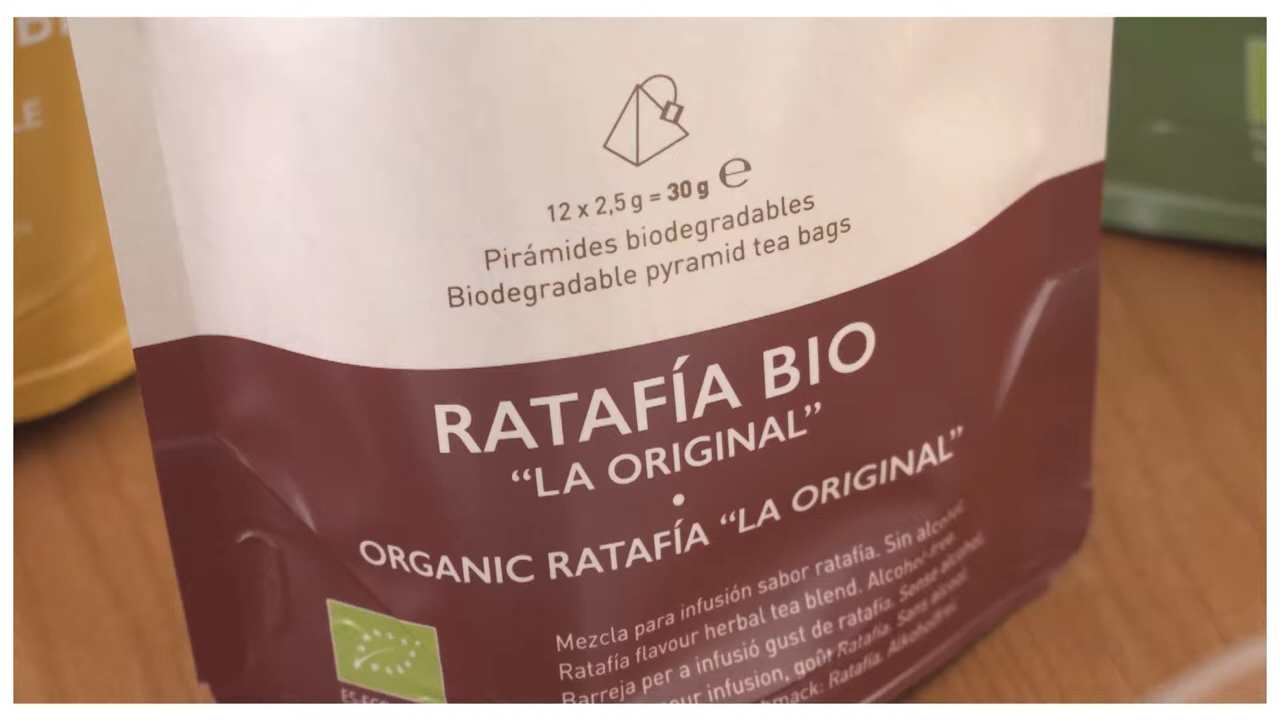 12 x 2,5 g = 30 g ℮
Pirámides biodegradables
Biodegradable pyramid tea bags
RATAFÍA BIO
“LA ORIGINAL”
•
ORGANIC RATAFÍA “LA ORIGINAL”
Mezcla para infusión sabor ratafía. Sin alcohol.
Ratafía flavour herbal tea blend. Alcohol-free.
Barreja per a infusió gust de ratafia. Sense alcohol.
infusion, goût Ratafía. Sans alcool.
Ratafía. Alkoholfrei.